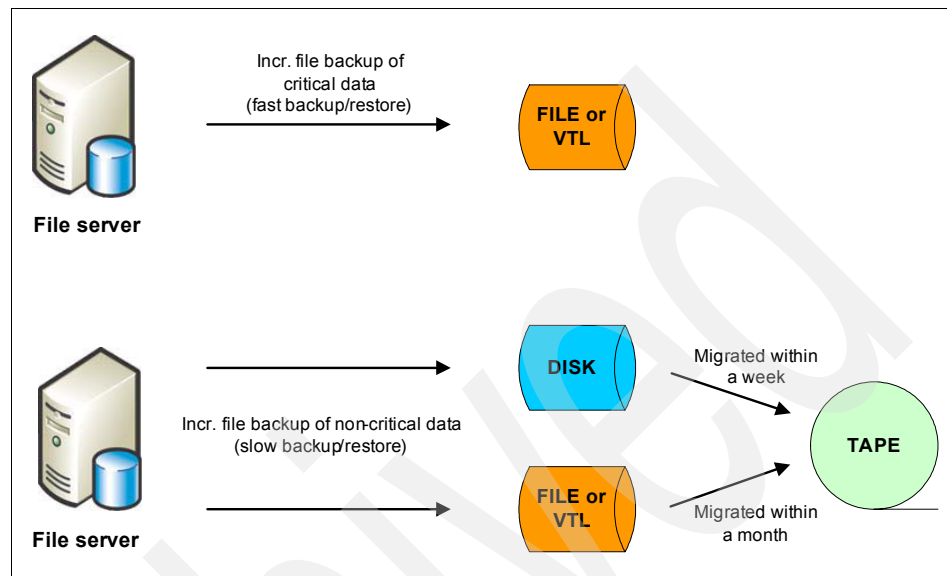 Incr. file backup of
critical data
(fast backup/restore)
FILE or
VTL
File server
DISK
Migrated within
a week
Incr. file backup of non-critical data
(slow backup/restore)
TAPE
FILE or
VTL
Migrated within
a month
File server